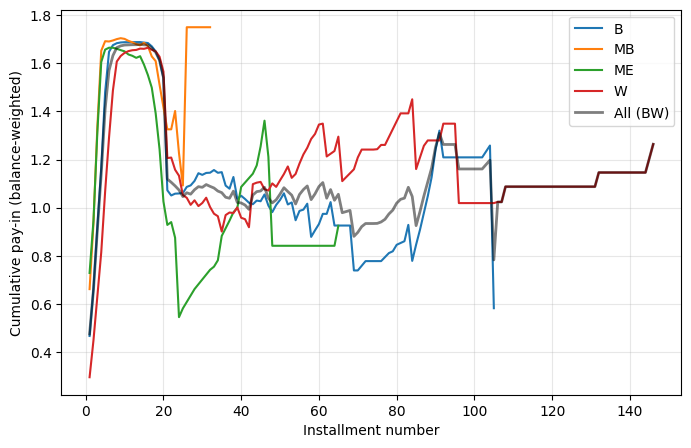 1.8
1.6
1.4
1.2
1.0
0.8
0.6
0.4
Cumulative pay-in (balance-weighted)
B
MB
ME
W
All (BW)
0
20
40
60
80
100
120
140
Installment number